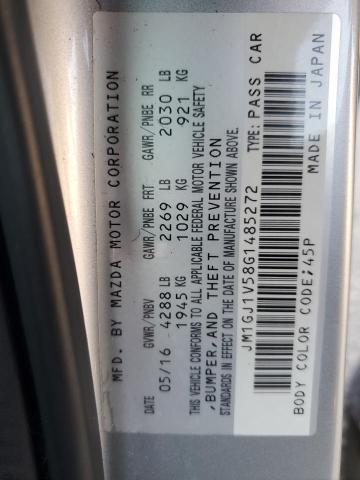 MFD. BY MAZDA MOTOR CORPORATION
DATE GVWR/PNBV GAWR/PNBE FRT GAWR/PNBE RR
05/16 4288 LB 2269 LB 2030 LB
1945 KG 1029 KG 921 KG
THIS VEHICLE CONFORMS TO ALL APPLICABLE FEDERAL MOTOR VEHICLE SAFETY
,BUMPER,AND THEFT PREVENTION
STANDARDS IN EFFECT ON THE DATE OF MANUFACTURE SHOWN ABOVE.
JM1GJ1V58G1485272 TYPE: PASS CAR
BODY COLOR CODE;45P MADE IN JAPAN